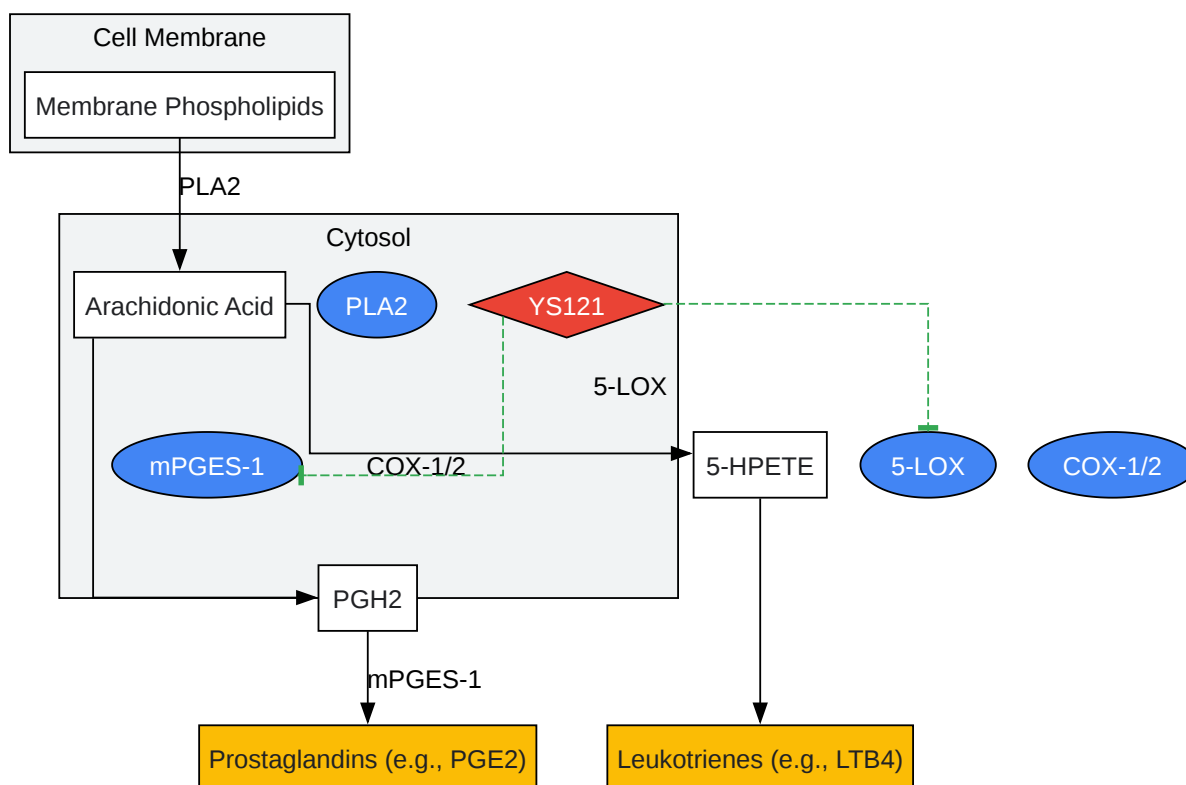 Cell Membrane
Membrane Phospholipids
PLA2
Cytosol
Arachidonic Acid
PLA2
YS121
5-LOX
mPGES-1
COX-1/2
5-HPETE
5-LOX
COX-1/2
PGH2
mPGES-1
Prostaglandins (e.g., PGE2)
Leukotrienes (e.g., LTB4)